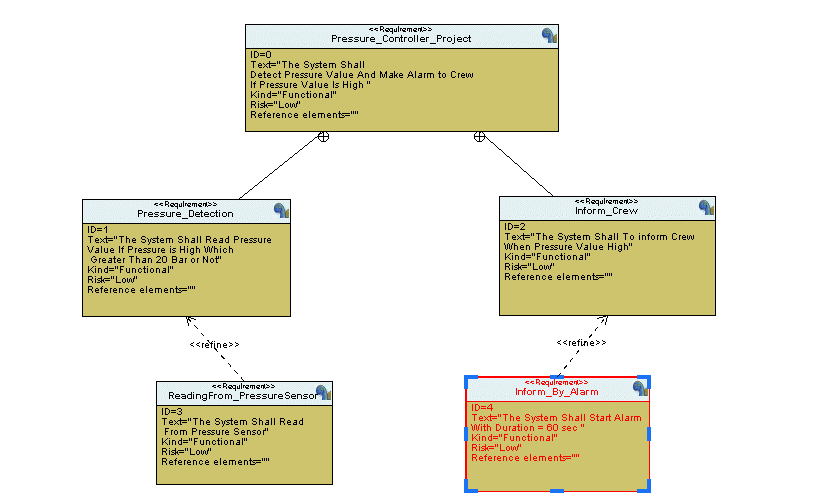 <<Requirement>>
Pressure_Controller_Project
ID=0
Text="The System Shall
Detect Pressure Value And Make Alarm to Crew
If Pressure Value Is High "
Kind="Functional"
Risk="Low"
Reference elements=""
<<Requirement>>
Pressure_Detection
ID=1
Text="The System Shall Read Pressure
Value If Pressure is High Which
Greater Than 20 Bar or Not"
Kind="Functional"
Risk="Low"
Reference elements=""
<<Requirement>>
Inform_Crew
ID=2
Text="The System Shall To inform Crew
When Pressure Value High"
Kind="Functional"
Risk="Low"
Reference elements=""
<<refine>>
<<refine>>
<<Requirement>>
ReadingFrom_PressureSensor
ID=3
Text="The System Shall Read
From Pressure Sensor"
Kind="Functional"
Risk="Low"
Reference elements=""
<<Requirement>>
Inform_By_Alarm
ID=4
Text="The System Shall Start Alarm
With Duration = 60 sec "
Kind="Functional"
Risk="Low"
Reference elements=""